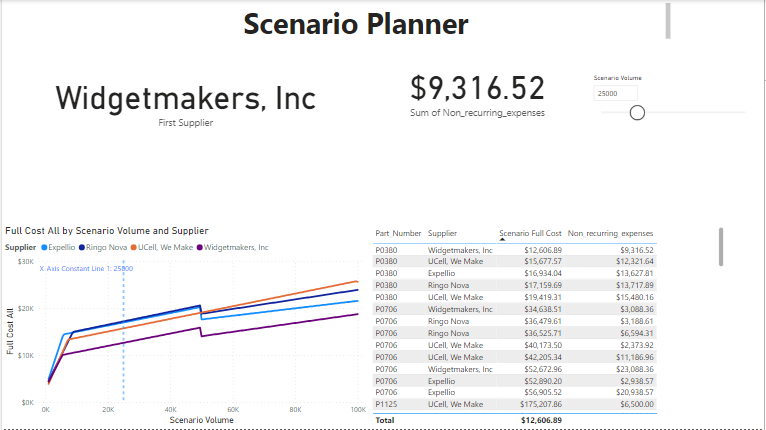 Scenario Planner
Widgetmakers, Inc
First Supplier
$9,316.52
Sum of Non_recurring_expenses
Scenario Volume
25000
Full Cost All by Scenario Volume and Supplier
Supplier Expellio Ringo Nova UCell, We Make Widgetmakers, Inc
$30K
X Axis Constant Line 1: 25000
$20K
$10K
$0K
Full Cost All
0K 20K 40K 60K 80K 100K
Scenario Volume
Part_Number Supplier Scenario Full Cost Non_recurring_expenses
P0380 Widgetmakers, Inc $12,606.89 $9,316.52
P0380 UCell, We Make $15,677.57 $12,321.64
P0380 Expellio $16,934.04 $13,627.81
P0380 Ringo Nova $17,159.69 $13,717.89
P0380 UCell, We Make $19,419.31 $15,480.16
P0706 Widgetmakers, Inc $34,638.51 $3,088.36
P0706 Ringo Nova $36,479.61 $3,188.61
P0706 Ringo Nova $36,525.71 $6,594.31
P0706 UCell, We Make $40,173.50 $2,373.92
P0706 UCell, We Make $42,205.34 $11,186.96
P0706 Widgetmakers, Inc $52,672.96 $23,088.36
P0706 Expellio $52,890.20 $2,938.57
P0706 Expellio $56,905.52 $20,938.57
P1125 UCell, We Make $175,207.86 $6,500.00
Total $12,606.89